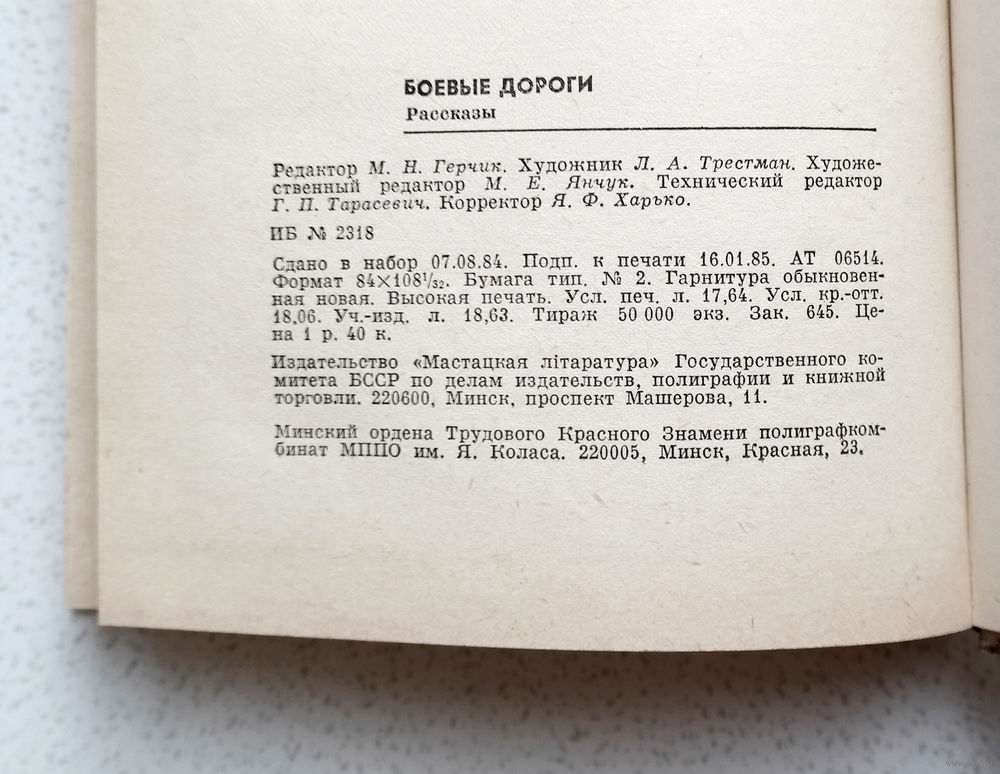 БОЕВЫЕ ДОРОГИ
Рассказы
Редактор М. Н. Герчик. Художник Л. А. Трестман. Художе-
ственный редактор М. Е. Янчук. Технический редактор
Г. П. Тарасевич. Корректор Я. Ф. Харько.
ИБ № 2318
Сдано в набор 07.08.84. Подп. к печати 16.01.85. АТ 06514.
Формат 84×108¹/₃₂. Бумага тип. № 2. Гарнитура обыкновен-
ная новая. Высокая печать. Усл. печ. л. 17,64. Усл. кр.-отт.
18,06. Уч.-изд. л. 18,63. Тираж 50 000 экз. Зак. 645. Це-
на 1 р. 40 к.
Издательство «Мастацкая літаратура» Государственного ко-
митета БССР по делам издательств, полиграфии и книжной
торговли. 220600, Минск, проспект Машерова, 11.
Минский ордена Трудового Красного Знамени полиграфком-
бинат МППО им. Я. Коласа. 220005, Минск, Красная, 23.